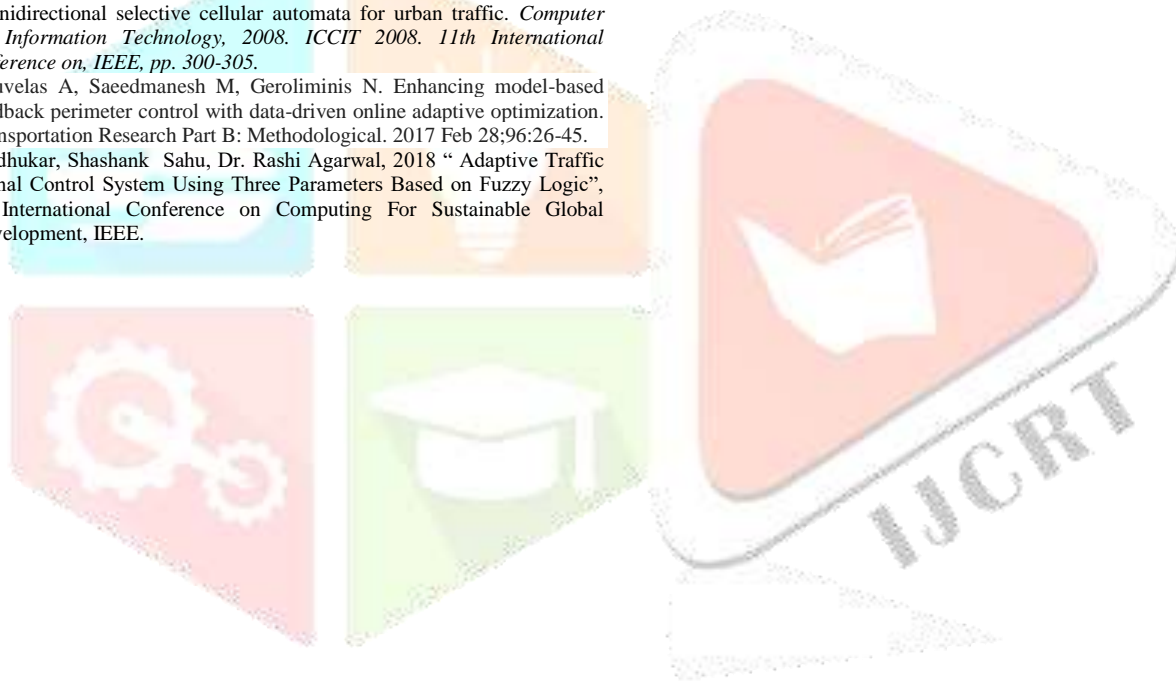 nidirectional selective cellular automata for urban traffic. Computer
Information Technology, 2008. ICCIT 2008. 11th International
ference on, IEEE, pp. 300-305.
uvelas A, Saeedmanesh M, Geroliminis N. Enhancing model-based
dback perimeter control with data-driven online adaptive optimization.
nsportation Research Part B: Methodological. 2017 Feb 28;96:26-45.
dhukar, Shashank Sahu, Dr. Rashi Agarwal, 2018 “ Adaptive Traffic
nal Control System Using Three Parameters Based on Fuzzy Logic”,
International Conference on Computing For Sustainable Global
velopment, IEEE.
IJCRT